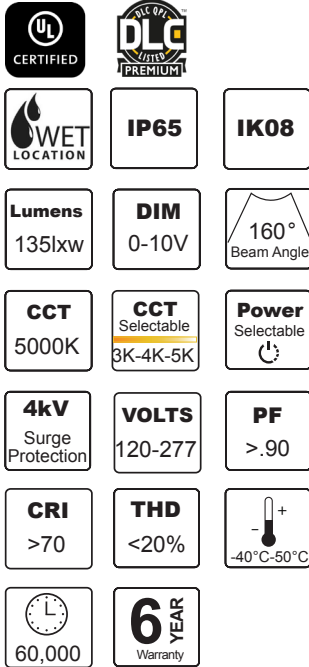 UL
CERTIFIED
DLC QPL
DLC
LISTED
PREMIUM
WET
LOCATION
IP65
IK08
Lumens
135lxw
DIM
0-10V
160°
Beam Angle
CCT
5000K
CCT
Selectable
3K-4K-5K
Power
Selectable
4kV
Surge
Protection
VOLTS
120-277
PF
>.90
CRI
>70
THD
<20%
- +
-40°C-50°C
60,000
6 YEAR
Warranty